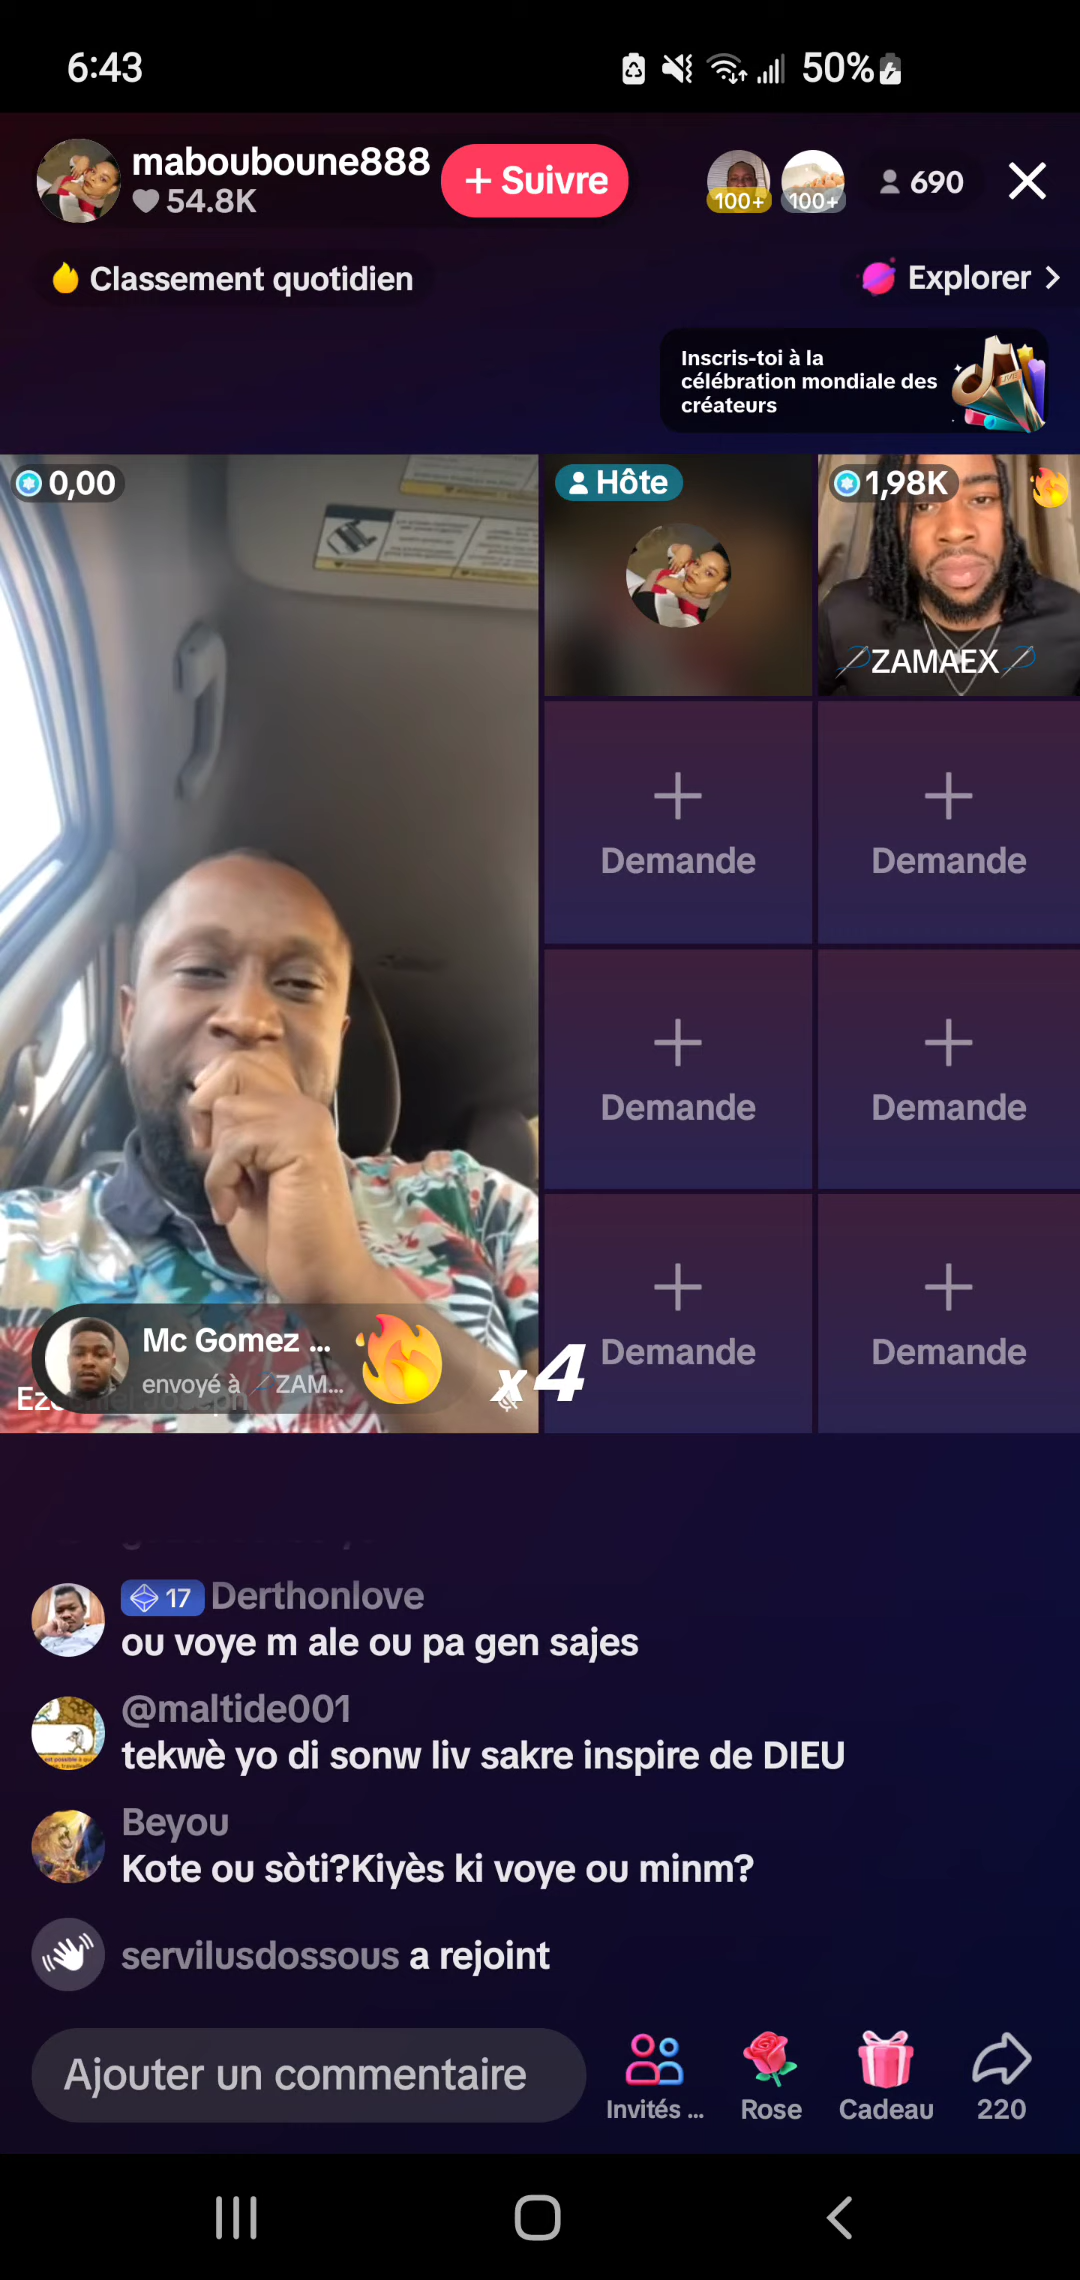 6:43
50%
mabouboune888
54.8K
+ Suivre
100+
100+
690
Classement quotidien
Explorer >
Inscris-toi à la
célébration mondiale des
créateurs
0,00
Hôte
1,98K
ZAMAEX
Demande
Demande
Demande
Demande
Demande
Demande
Mc Gomez ...
envoyé à ZAM...
x4
17 Derthonlove
ou voye m ale ou pa gen sajes
@maltide001
tekwè yo di sonw liv sakre inspire de DIEU
Beyou
Kote ou sòti?Kiyès ki voye ou minm?
servilusdossous a rejoint
Ajouter un commentaire
Invités ...
Rose
Cadeau
220